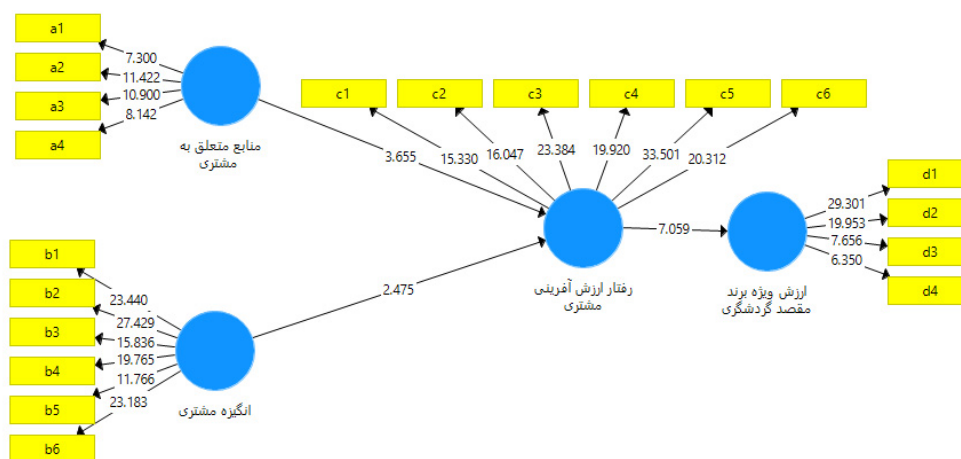 a1
a2
a3
a4
7.300
11.422
10.900
8.142
منابع متعلق به
مشتری
c1
c2
c3
c4
c5
c6
15.330
16.047
23.384
19.920
33.501
20.312
3.655
رفتار ارزش آفرینی
مشتری
7.059
ارزش ویژه برند
مقصد گردشگری
d1
d2
d3
d4
29.301
19.953
7.656
6.350
b1
b2
b3
b4
b5
b6
23.440
27.429
15.836
19.765
11.766
23.183
انگیزه مشتری
2.475